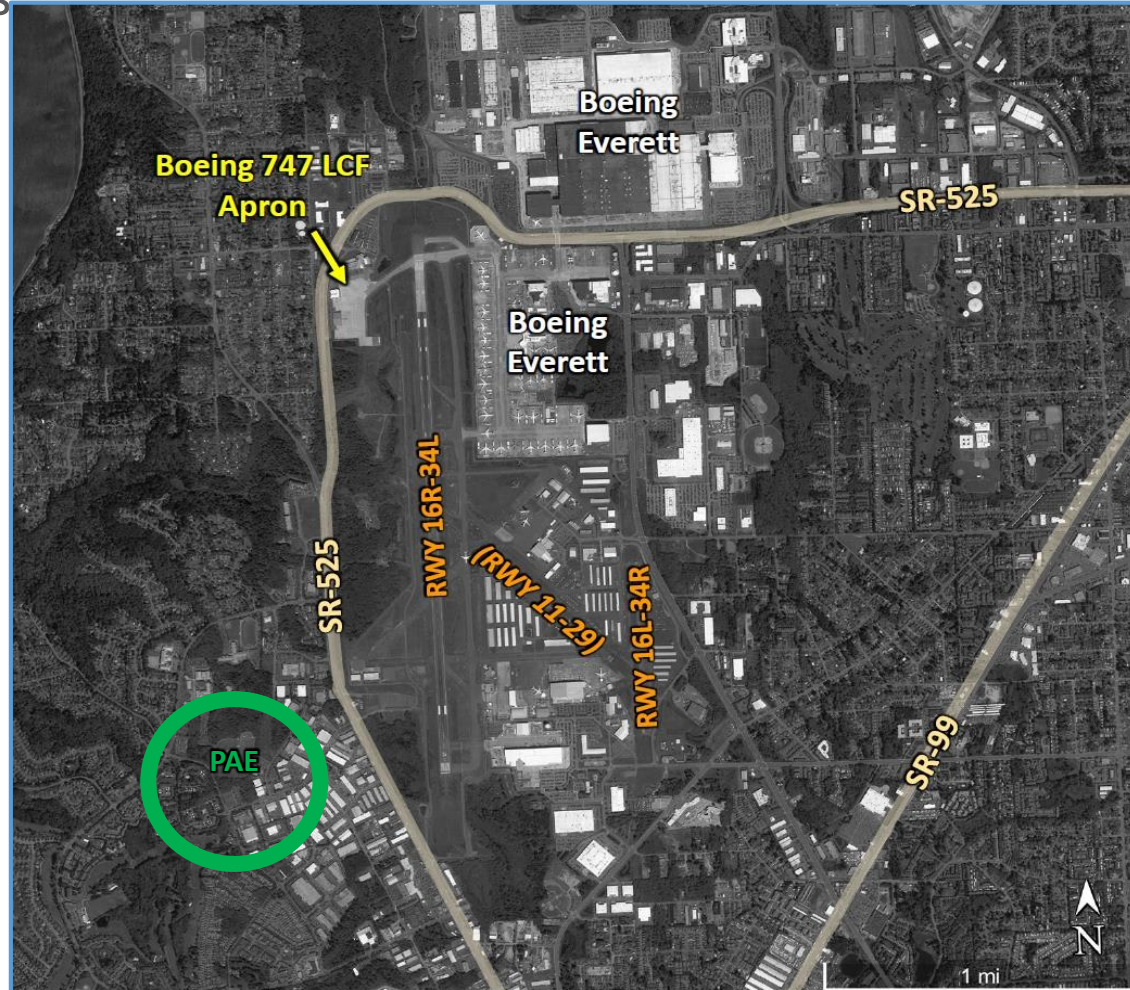 S
Boeing
Everett
Boeing 747 LCF
Apron
SR-525
Boeing
Everett
RWY 16R-34L
(RWY 11-29)
SR-525
RWY 16L-34R
PAE
SR-99
N
1 mi